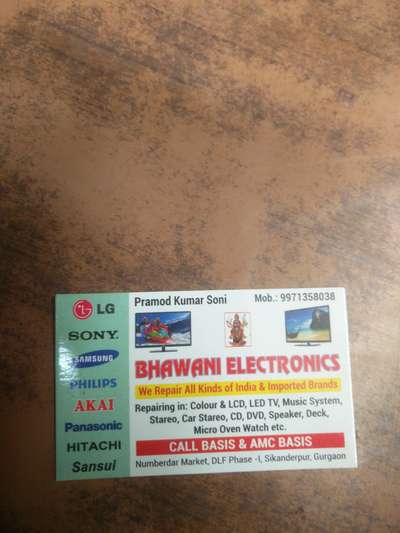 LG
SONY
SAMSUNG
PHILIPS
AKAI
Panasonic
HITACHI
Sansui
Pramod Kumar Soni
Mob.: 9971358038
BHAWANI ELECTRONICS
We Repair All Kinds of India & Imported Brands
Repairing in: Colour & LCD, LED TV, Music System,
Stereo, Car Stereo, CD, DVD, Speaker, Deck,
Micro Oven Watch etc.
CALL BASIS & AMC BASIS
Numberdar Market, DLF Phase -I, Sikanderpur, Gurgaon